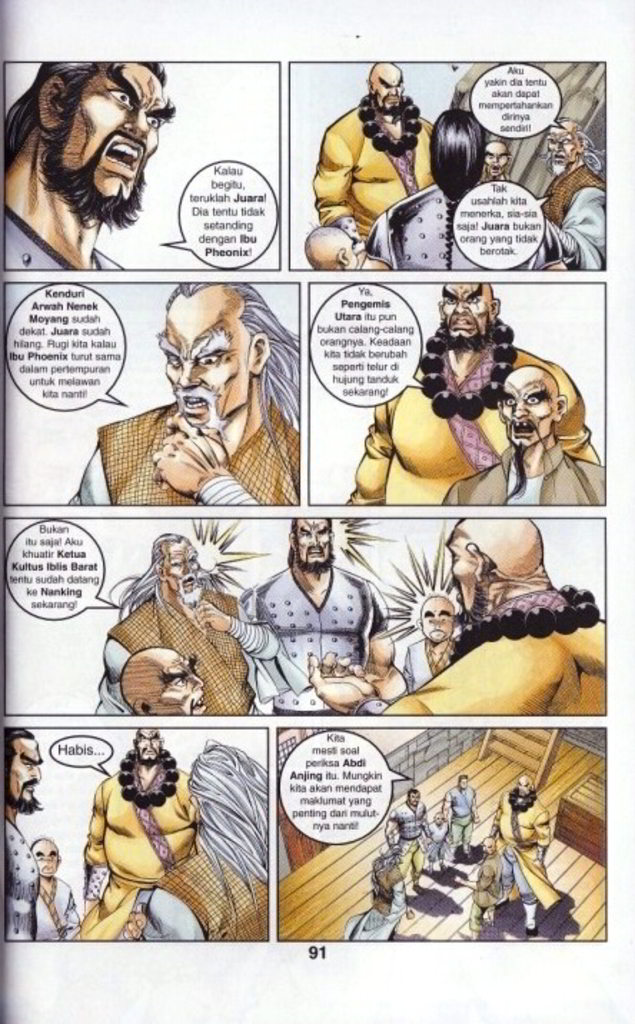 Kalau
begitu,
teruklah Juara!
Dia tentu tidak
setanding
dengan Ibu
Pheonix!
Aku
yakin dia tentu
akan dapat
mempertahankan
dirinya
sendiri!
Tak
usahlah kita
menerka, sia-sia
saja! Juara bukan
orang yang tidak
berotak.
Kenduri
Arwah Nenek
Moyang sudah
dekat. Juara sudah
hilang. Rugi kita kalau
Ibu Phoenix turut sama
dalam pertempuran
untuk melawan
kita nanti!
Ya,
Pengemis
Utara itu pun
bukan calang-calang
orangnya. Keadaan
kita tidak berubah
seperti telur di
hujung tanduk
sekarang!
Bukan
itu saja! Aku
khuatir Ketua
Kultus Iblis Barat
tentu sudah datang
ke Nanking
sekarang!
Habis...
Kita
mesti soal
periksa Abdi
Anjing itu. Mungkin
kita akan mendapat
maklumat yang
penting dari mulut-
nya nanti!
91